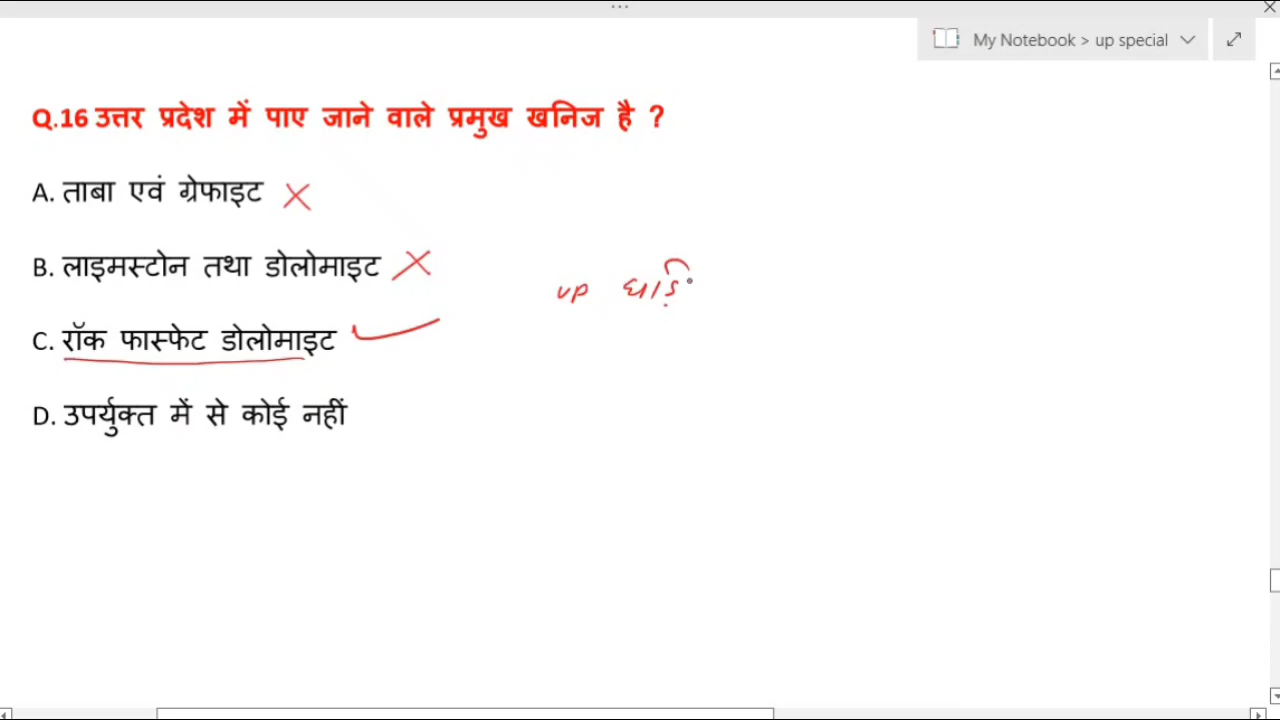 My Notebook > up special
Q.16 उत्तर प्रदेश में पाए जाने वाले प्रमुख खनिज है ?
A. ताबा एवं ग्रेफाइट
B. लाइमस्टोन तथा डोलोमाइट
up
C. रॉक फास्फेट डोलोमाइट
D. उपर्युक्त में से कोई नहीं